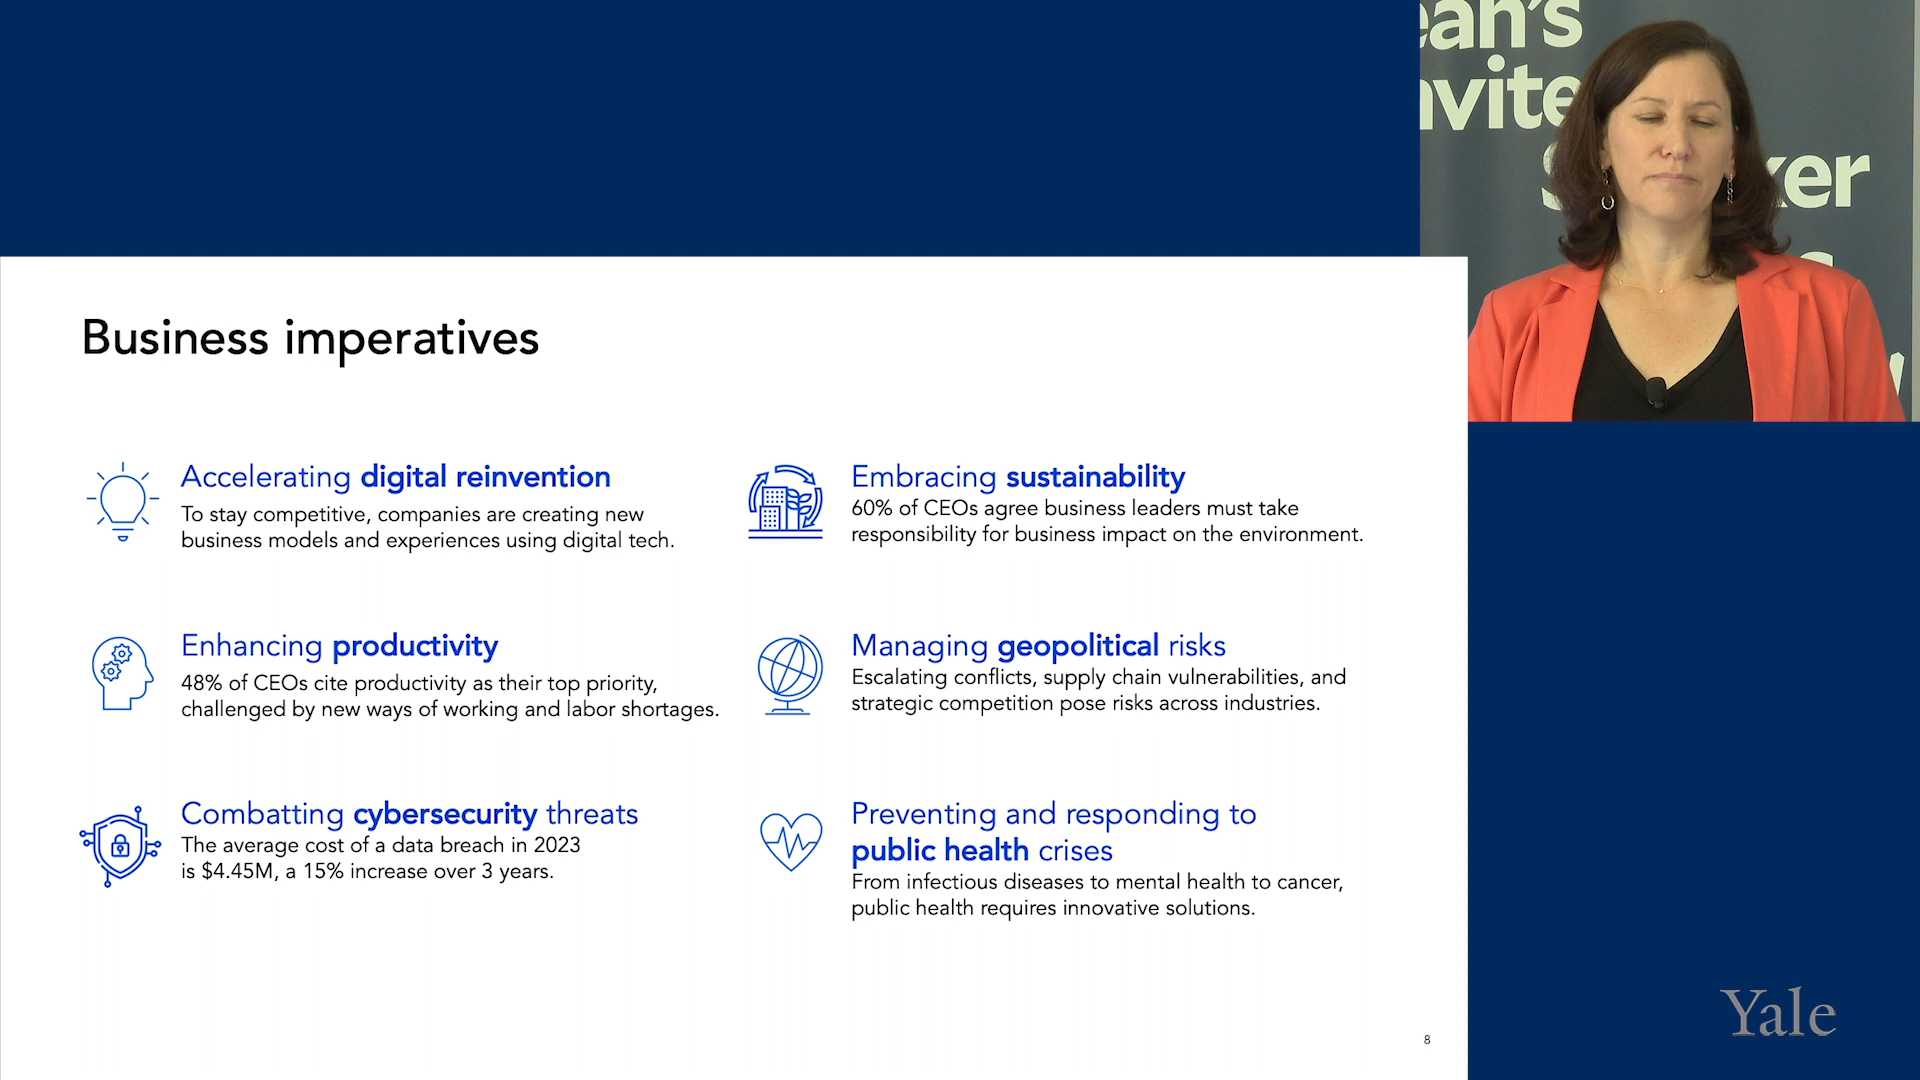 ean's
nvite
ker
Business imperatives
Accelerating digital reinvention
To stay competitive, companies are creating new
business models and experiences using digital tech.
Enhancing productivity
48% of CEOs cite productivity as their top priority,
challenged by new ways of working and labor shortages.
Combatting cybersecurity threats
The average cost of a data breach in 2023
is $4.45M, a 15% increase over 3 years.
Embracing sustainability
60% of CEOs agree business leaders must take
responsibility for business impact on the environment.
Managing geopolitical risks
Escalating conflicts, supply chain vulnerabilities, and
strategic competition pose risks across industries.
Preventing and responding to
public health crises
From infectious diseases to mental health to cancer,
public health requires innovative solutions.
8
Yale